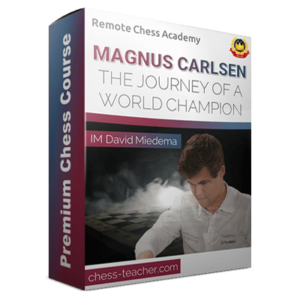 Remote Chess Academy
MAGNUS CARLSEN
THE JOURNEY OF A
WORLD CHAMPION
IM David Miedema
chess-teacher.com
Premium Chess Course